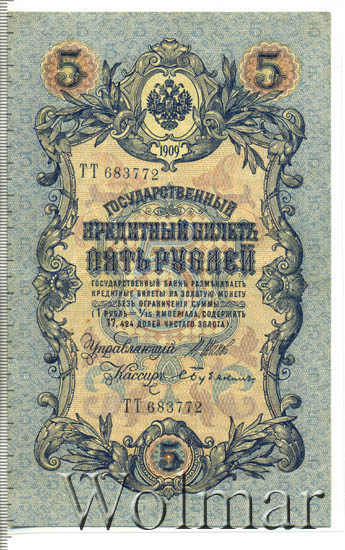 5 5
1909
ТТ 683772
ГОСУДАРСТВЕННЫЙ
КРЕДИТНЫЙ БИЛЕТЪ
ПЯТЬ РУБЛЕЙ
ГОСУДАРСТВЕННЫЙ БАНКЪ РАЗМѢНИВАЕТЪ
КРЕДИТНЫЕ БИЛЕТЫ НА ЗОЛОТУЮ МОНЕТУ
БЕЗЪ ОГРАНИЧЕНІЯ СУММЫ
(1 РУБЛЬ = 1/15 ИМПЕРІАЛА, СОДЕРЖИТЪ
17,424 ДОЛЕЙ ЧИСТАГО ЗОЛОТА).
Управляющій
Кассиръ
ТТ 683772
5
Wolmar